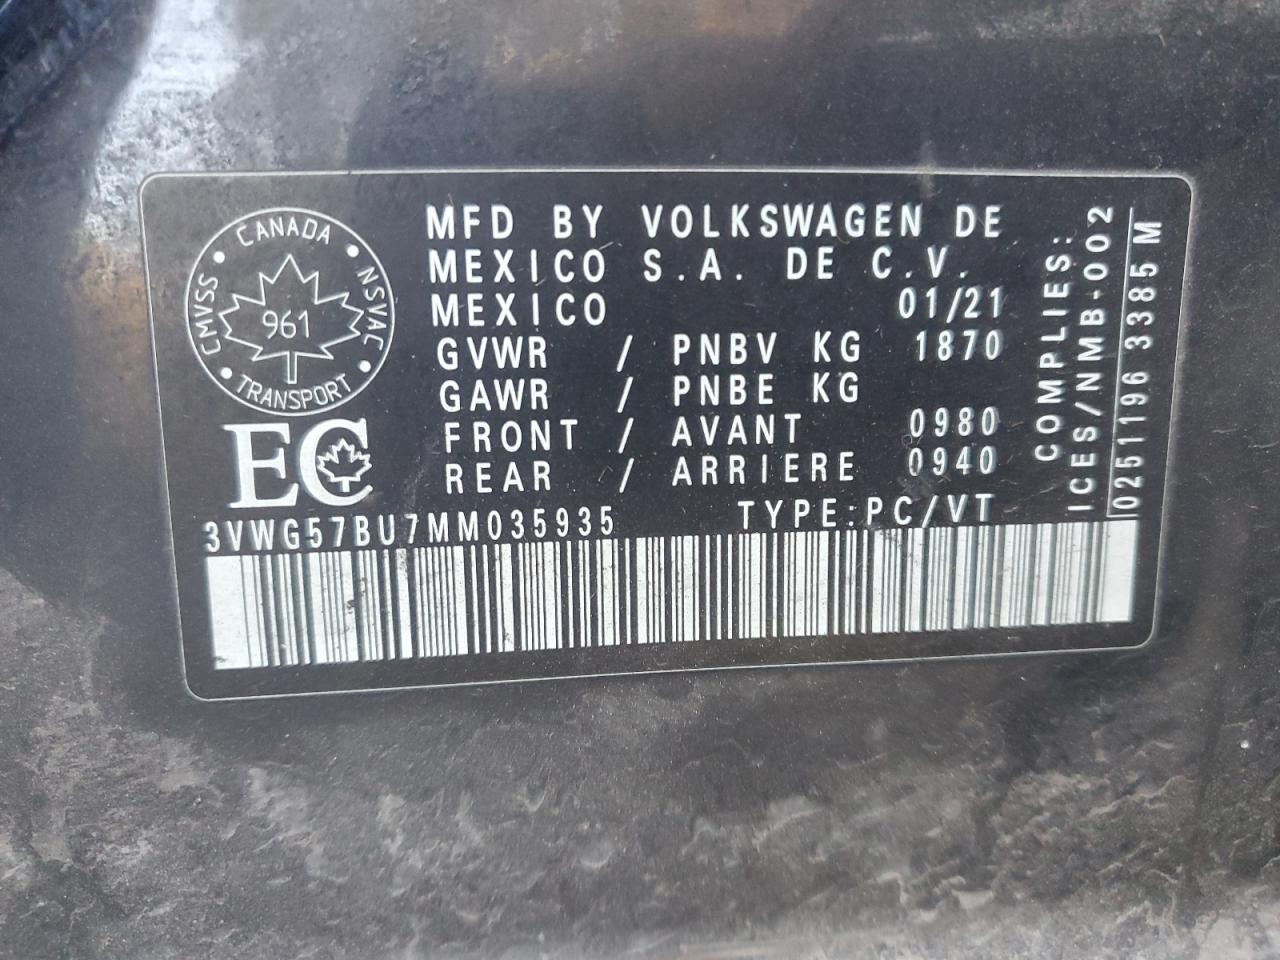 CANADA
CMVSS
NSVAC
961
TRANSPORT
EC
MFD BY VOLKSWAGEN DE
MEXICO S.A. DE C.V.
MEXICO 01/21
GVWR / PNBV KG 1870
GAWR / PNBE KG
FRONT / AVANT 0980
REAR / ARRIERE 0940
3VWG57BU7MM035935 TYPE:PC/VT
COMPLIES:
ICES/NMB-002
0251196 3385 M